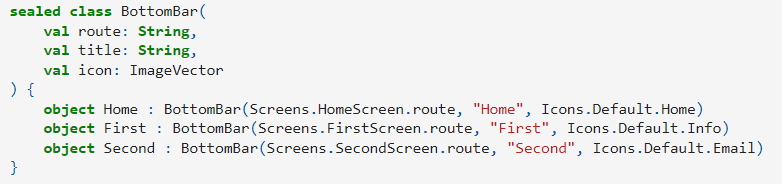 sealed class BottomBar(
    val route: String,
    val title: String,
    val icon: ImageVector
) {
    object Home : BottomBar(Screens.HomeScreen.route, "Home", Icons.Default.Home)
    object First : BottomBar(Screens.FirstScreen.route, "First", Icons.Default.Info)
    object Second : BottomBar(Screens.SecondScreen.route, "Second", Icons.Default.Email)
}